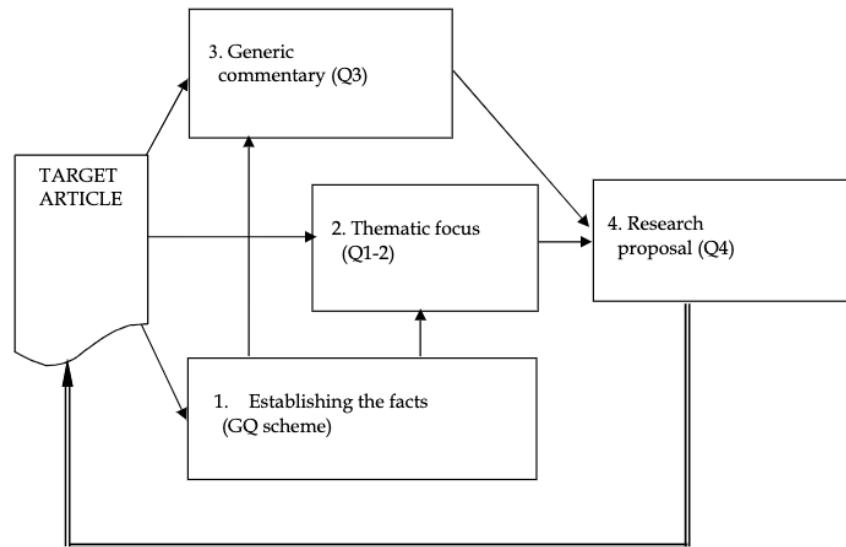 3. Generic
commentary (Q3)
TARGET
ARTICLE
2. Thematic focus
(Q1-2)
4. Research
proposal (Q4)
1. Establishing the facts
(GQ scheme)